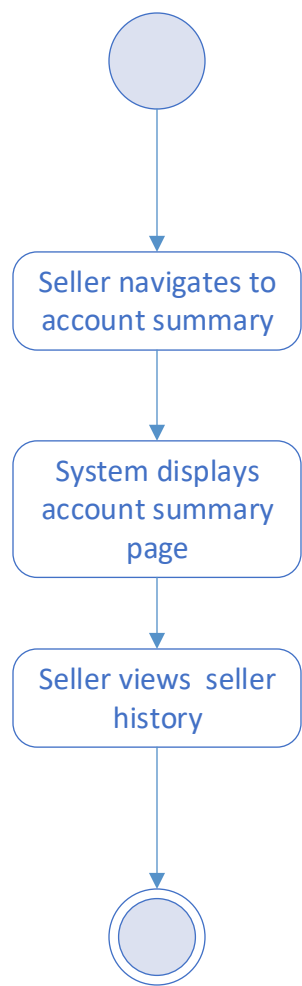 Seller navigates to
account summary
System displays
account summary
page
Seller views  seller
history